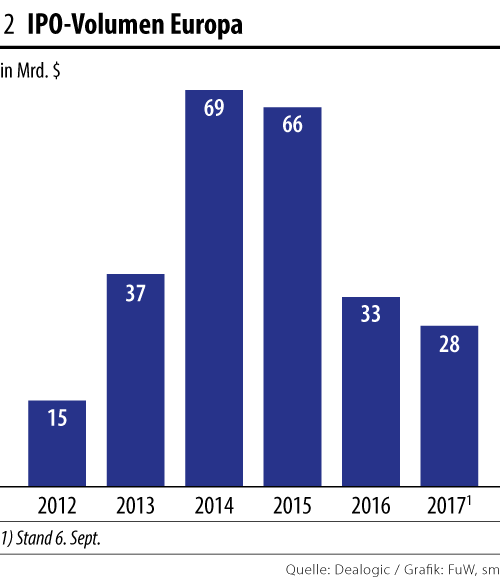 2 IPO-Volumen Europa
in Mrd. $
69
66
37
33
28
15
2012 2013 2014 2015 2016 2017¹
1) Stand 6. Sept.
Quelle: Dealogic / Grafik: FuW, sm